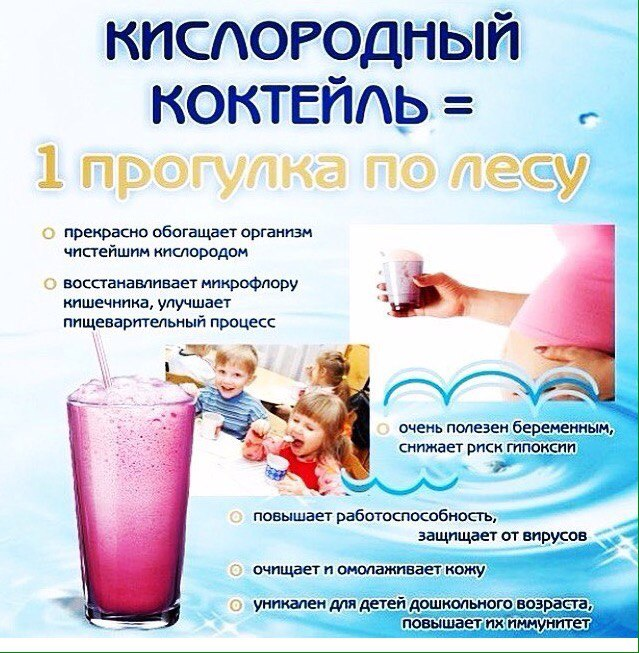 КИСЛОРОДНЫЙ
КОКТЕЙЛЬ =
1 прогулка по лесу
прекрасно обогащает организм
чистейшим кислородом
восстанавливает микрофлору
кишечника, улучшает
пищеварительный процесс
очень полезен беременным,
снижает риск гипоксии
повышает работоспособность,
защищает от вирусов
очищает и омолаживает кожу
уникален для детей дошкольного возраста,
повышает их иммунитет